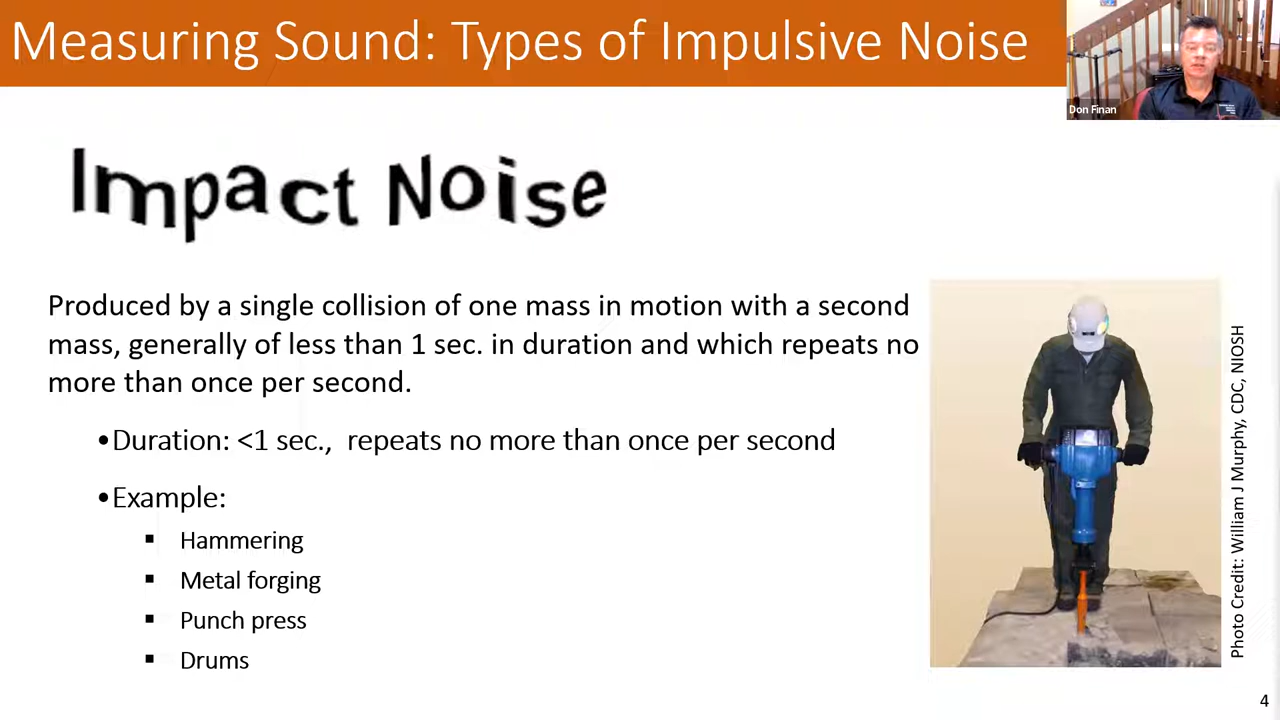 Measuring Sound: Types of Impulsive Noise
Don Finan
Impact Noise
Produced by a single collision of one mass in motion with a second
mass, generally of less than 1 sec. in duration and which repeats no
more than once per second.
•Duration: <1 sec.,  repeats no more than once per second
•Example:
▪ Hammering
▪ Metal forging
▪ Punch press
▪ Drums
Photo Credit: William J Murphy, CDC, NIOSH
4